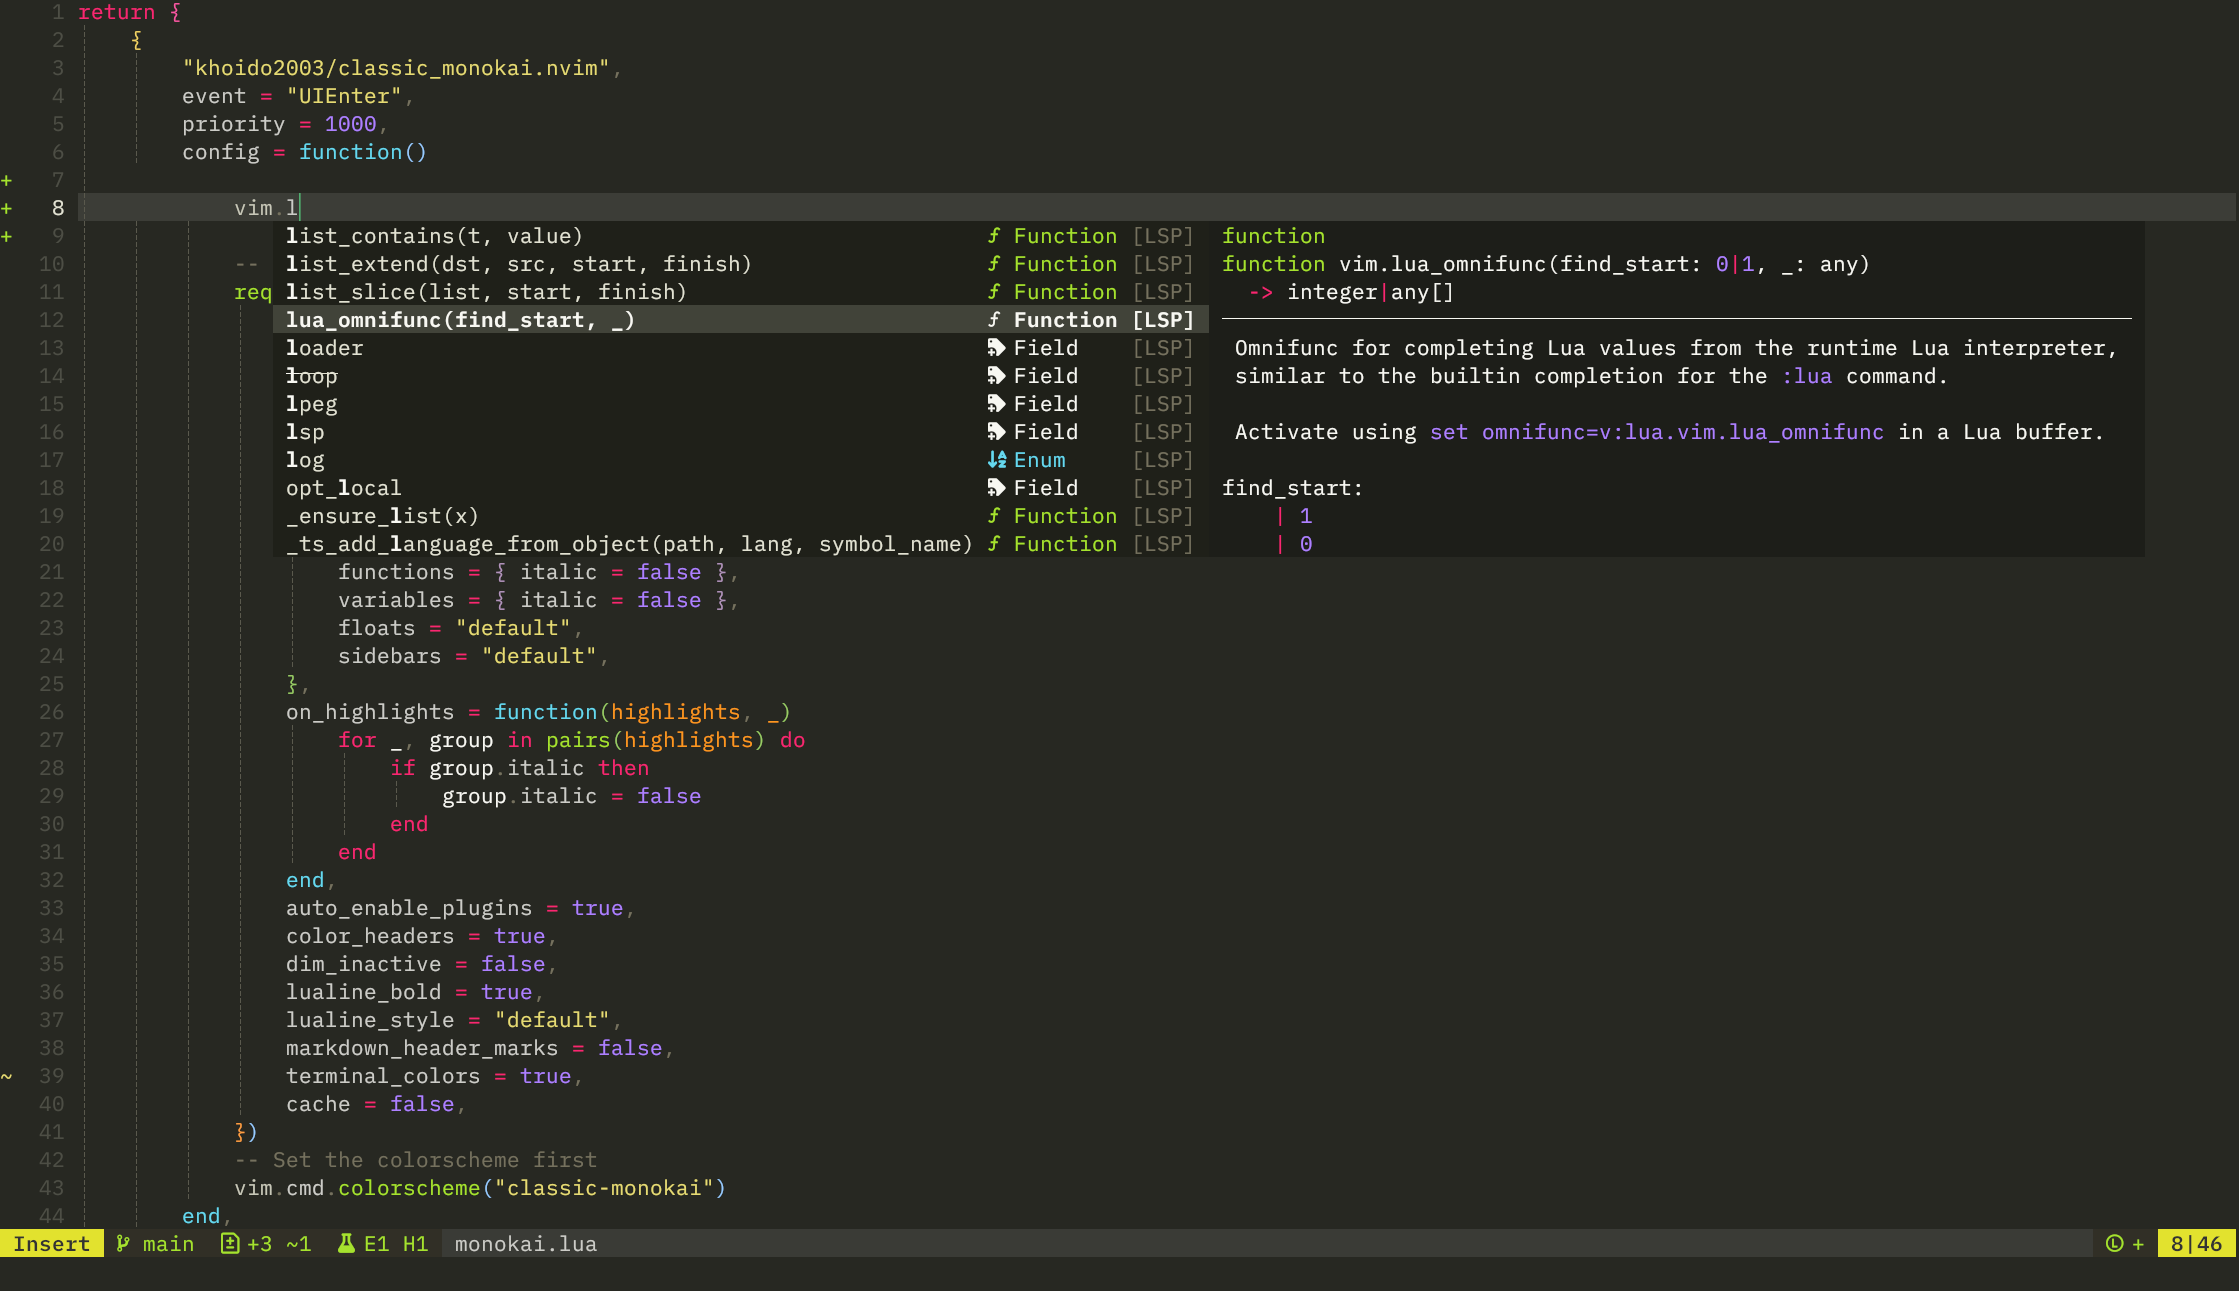 1 return {
2 {
3 "khoido2003/classic_monokai.nvim",
4 event = "UIEnter",
5 priority = 1000,
6 config = function()
+ 7
+ 8 vim.l
+ 9 list_contains(t, value) Function [LSP] function
10 -- list_extend(dst, src, start, finish) Function [LSP] function vim.lua_omnifunc(find_start: 0|1, _: any)
11 req list_slice(list, start, finish) Function [LSP] -> integer|any[]
12 lua_omnifunc(find_start, _) Function [LSP]
13 loader Field [LSP] Omnifunc for completing Lua values from the runtime Lua interpreter,
14 loop Field [LSP] similar to the builtin completion for the :lua command.
15 lpeg Field [LSP]
16 lsp Field [LSP] Activate using set omnifunc=v:lua.vim.lua_omnifunc in a Lua buffer.
17 log Enum [LSP]
18 opt_local Field [LSP] find_start:
19 _ensure_list(x) Function [LSP] | 1
20 _ts_add_language_from_object(path, lang, symbol_name) Function [LSP] | 0
21 functions = { italic = false },
22 variables = { italic = false },
23 floats = "default",
24 sidebars = "default",
25 },
26 on_highlights = function(highlights, _)
27 for _, group in pairs(highlights) do
28 if group.italic then
29 group.italic = false
30 end
31 end
32 end,
33 auto_enable_plugins = true,
34 color_headers = true,
35 dim_inactive = false,
36 lualine_bold = true,
37 lualine_style = "default",
38 markdown_header_marks = false,
~ 39 terminal_colors = true,
40 cache = false,
41 })
42 -- Set the colorscheme first
43 vim.cmd.colorscheme("classic-monokai")
44 end,
Insert main +3 ~1 E1 H1 monokai.lua + 8|46